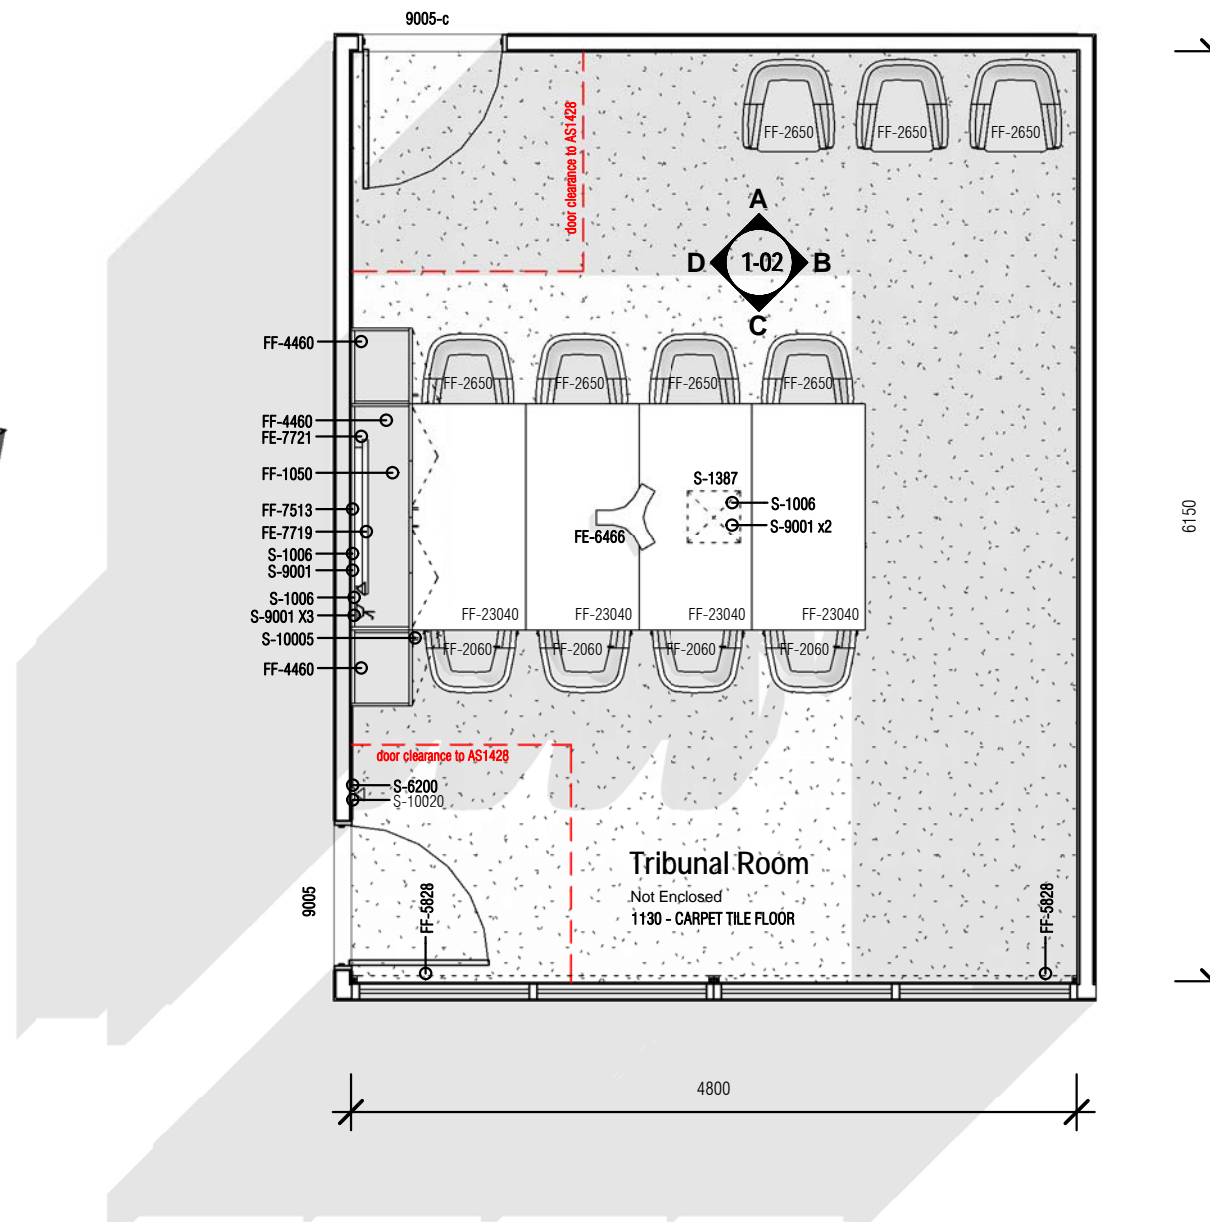 9005-c
door clearance to AS1428
FF-2650
FF-2650
FF-2650
A
D
1-02
B
C
FF-4460
FF-2650
FF-2650
FF-2650
FF-2650
FF-4460
FE-7721
FF-1050
S-1387
S-1006
FF-7513
S-9001 x2
FE-7719
FE-6466
S-1006
S-9001
S-1006
S-9001 X3
FF-23040
FF-23040
FF-23040
FF-23040
S-10005
FF-2060
FF-2060
FF-2060
FF-2060
FF-4460
door clearance to AS1428
S-6200
S-10020
Tribunal Room
Not Enclosed
1130 - CARPET TILE FLOOR
9005
FF-5828
FF-5828
4800
6150